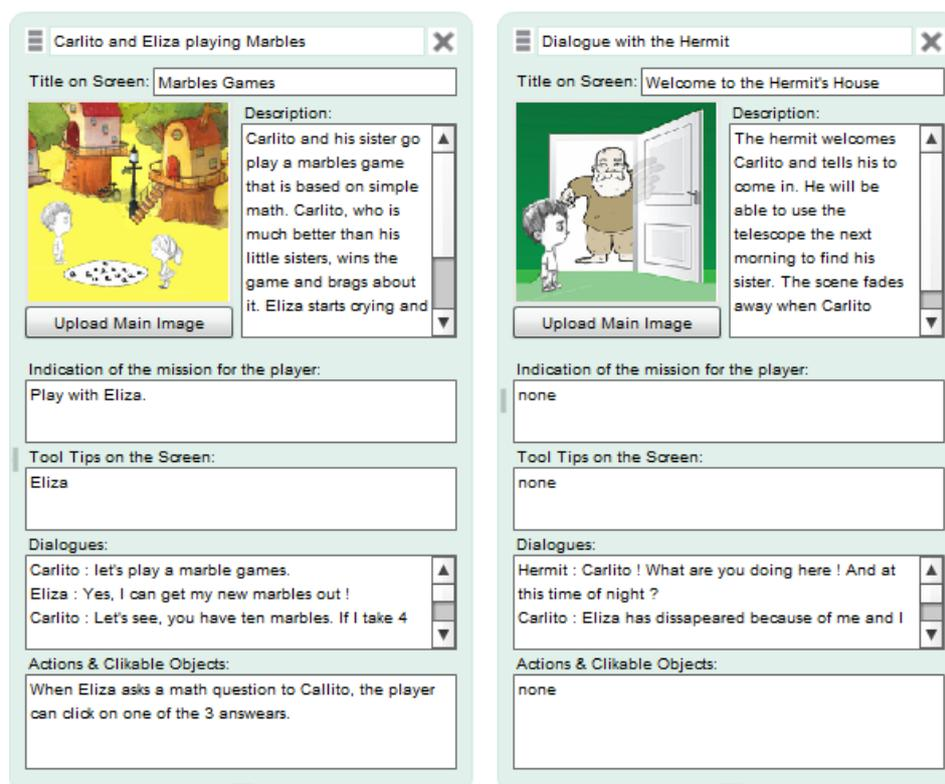 Carlito and Eliza playing Marbles
Title on Screen: Marbles Games
Description:
Carlito and his sister go
play a marbles game
that is based on simple
math. Carlito, who is
much better than his
little sisters, wins the
game and brags about
it. Eliza starts crying and
Upload Main Image
Indication of the mission for the player:
Play with Eliza.
Tool Tips on the Screen:
Eliza
Dialogues:
Carlito : let's play a marble games.
Eliza : Yes, I can get my new marbles out !
Carlito : Let's see, you have ten marbles. If I take 4
Actions & Clikable Objects:
When Eliza asks a math question to Callito, the player
can click on one of the 3 answears.
Dialogue with the Hermit
Title on Screen: Welcome to the Hermit's House
Description:
The hermit welcomes
Carlito and tells his to
come in. He will be
able to use the
telescope the next
morning to find his
sister. The scene fades
away when Carlito
Upload Main Image
Indication of the mission for the player:
none
Tool Tips on the Screen:
none
Dialogues:
Hermit : Carlito ! What are you doing here ! And at
this time of night ?
Carlito : Eliza has dissapeared because of me and I
Actions & Clikable Objects:
none